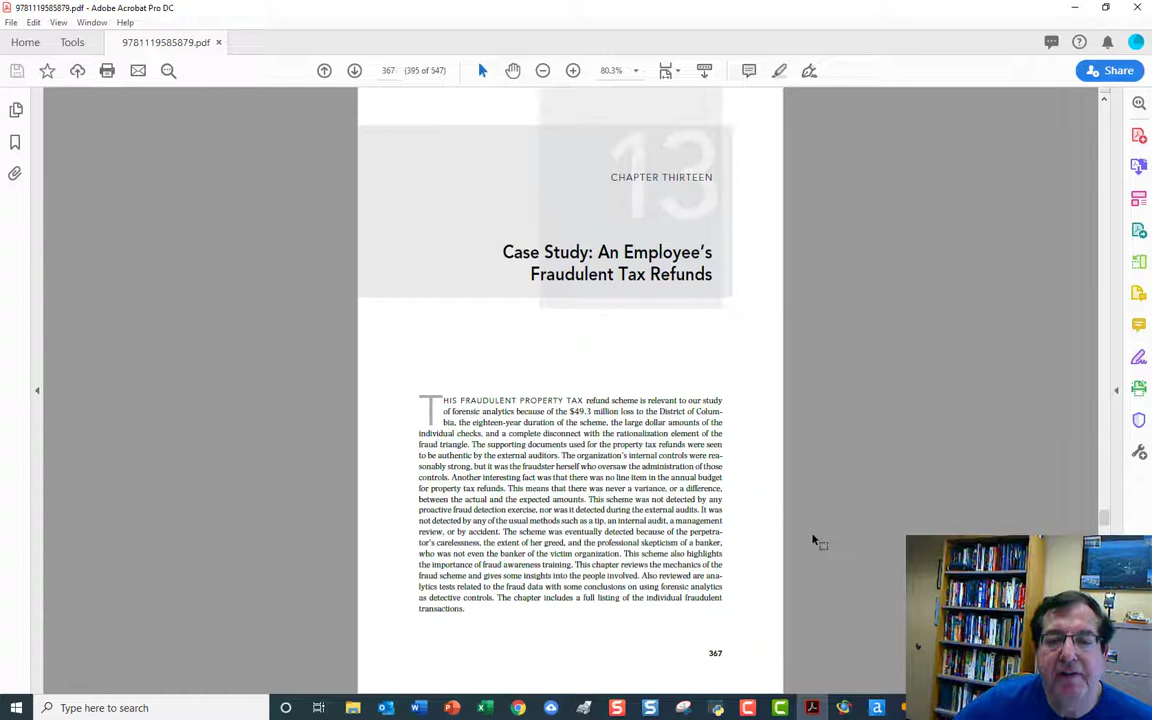 9781119585879.pdf - Adobe Acrobat Pro DC
File Edit View Window Help
Home Tools 9781119585879.pdf ×
367 (395 of 547) 80.3% Share
13
CHAPTER THIRTEEN
Case Study: An Employee's
Fraudulent Tax Refunds
THIS FRAUDULENT PROPERTY TAX refund scheme is relevant to our study
of forensic analytics because of the $49.3 million loss to the District of Colum-
bia, the eighteen-year duration of the scheme, the large dollar amounts of the
individual checks, and a complete disconnect with the rationalization element of the
fraud triangle. The supporting documents used for the property tax refunds were seen
to be authentic by the external auditors. The organization's internal controls were rea-
sonably strong, but it was the fraudster herself who oversaw the administration of those
controls. Another interesting fact was that there was no line item in the annual budget
for property tax refunds. This means that there was never a variance, or a difference,
between the actual and the expected amounts. This scheme was not detected by any
proactive fraud detection exercise, nor was it detected during the external audits. It was
not detected by any of the usual methods such as a tip, an internal audit, a management
review, or by accident. The scheme was eventually detected because of the perpetra-
tor's carelessness, the extent of her greed, and the professional skepticism of a banker,
who was not even the banker of the victim organization. This scheme also highlights
the importance of fraud awareness training. This chapter reviews the mechanics of the
fraud scheme and gives some insights into the people involved. Also reviewed are ana-
lytics tests related to the fraud data with some conclusions on using forensic analytics
as detective controls. The chapter includes a full listing of the individual fraudulent
transactions.
367
Type here to search